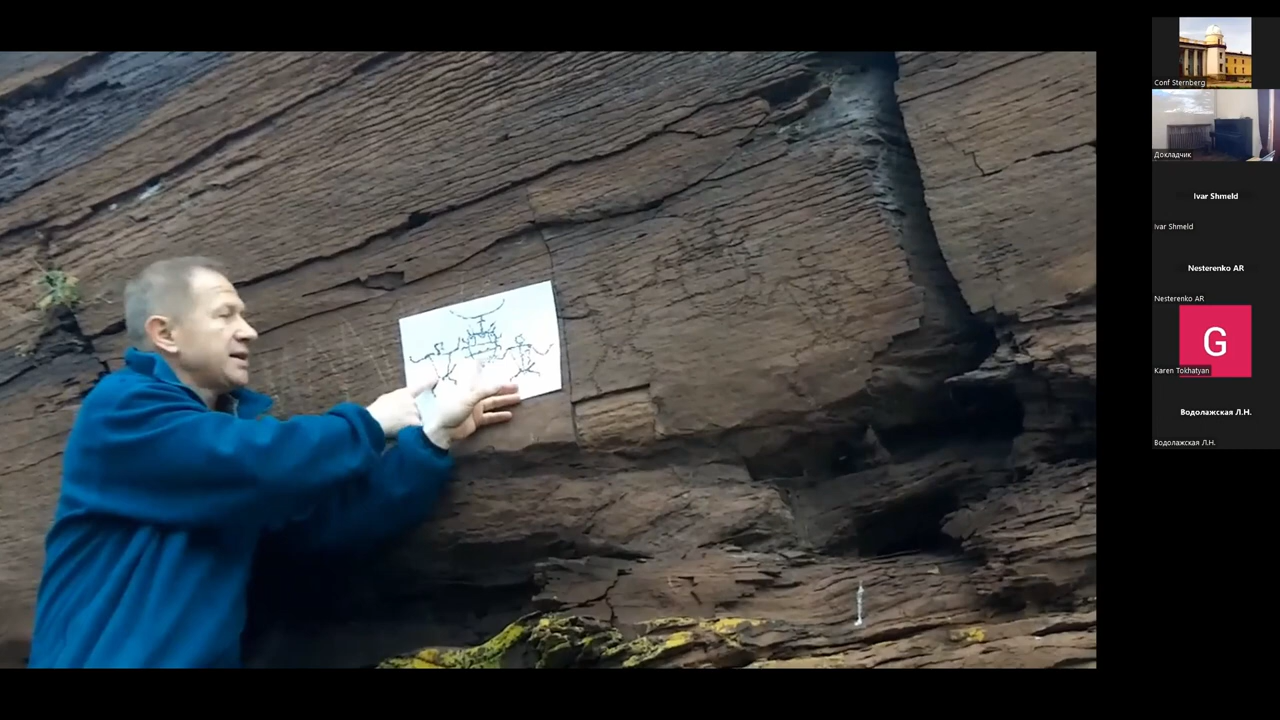 Conf Sternberg
Докладчик
Ivar Shmeld
Ivar Shmeld
Nesterenko AR
Nesterenko AR
G
Karen Tokhatyan
Водолажская Л.Н.
Водолажская Л.Н.